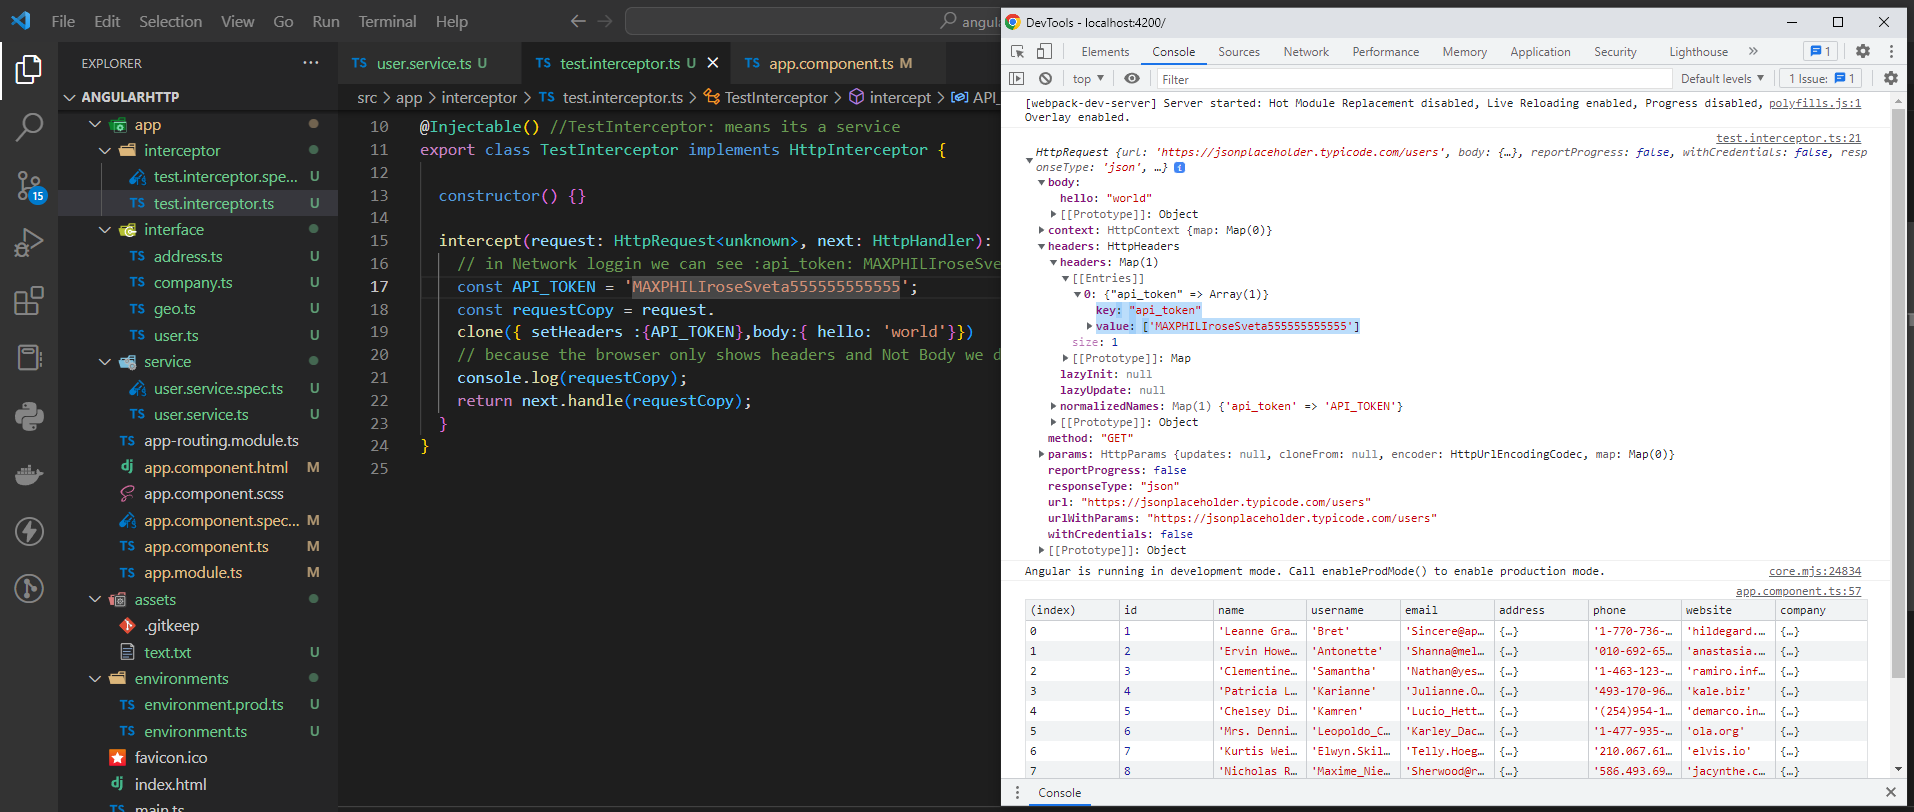 File Edit Selection View Go Run Terminal Help
angular
EXPLORER
ANGULARHTTP
app
interceptor
test.interceptor.spe... U
test.interceptor.ts U
interface
address.ts U
company.ts U
geo.ts U
user.ts U
service
user.service.spec.ts U
user.service.ts U
app-routing.module.ts
app.component.html M
app.component.scss
app.component.spec... M
app.component.ts M
app.module.ts M
assets
.gitkeep
text.txt U
environments
environment.prod.ts U
environment.ts U
favicon.ico
index.html
main.ts
15
TS user.service.ts U TS test.interceptor.ts U TS app.component.ts M
src > app > interceptor > TS test.interceptor.ts > TestInterceptor > intercept > API_
10 @Injectable() //TestInterceptor: means its a service
11 export class TestInterceptor implements HttpInterceptor {
12
13 constructor() {}
14
15 intercept(request: HttpRequest<unknown>, next: HttpHandler):
16 // in Network loggin we can see :api_token: MAXPHILIroseSve
17 const API_TOKEN = 'MAXPHILIroseSveta555555555555';
18 const requestCopy = request.
19 clone({ setHeaders :{API_TOKEN},body:{ hello: 'world'}})
20 // because the browser only shows headers and Not Body we d
21 console.log(requestCopy);
22 return next.handle(requestCopy);
23 }
24 }
25
DevTools - localhost:4200/
Elements Console Sources Network Performance Memory Application Security Lighthouse » 1
top Filter Default levels 1 Issue: 1
[webpack-dev-server] Server started: Hot Module Replacement disabled, Live Reloading enabled, Progress disabled, polyfills.js:1
Overlay enabled.
test.interceptor.ts:21
HttpRequest {url: 'https://jsonplaceholder.typicode.com/users', body: {…}, reportProgress: false, withCredentials: false, resp
onseType: 'json', …}
body:
hello: "world"
[[Prototype]]: Object
context: HttpContext {map: Map(0)}
headers: HttpHeaders
headers: Map(1)
[[Entries]]
0: {"api_token" => Array(1)}
key: "api_token"
value: ['MAXPHILIroseSveta555555555555']
size: 1
[[Prototype]]: Map
lazyInit: null
lazyUpdate: null
normalizedNames: Map(1) {'api_token' => 'API_TOKEN'}
[[Prototype]]: Object
method: "GET"
params: HttpParams {updates: null, cloneFrom: null, encoder: HttpUrlEncodingCodec, map: Map(0)}
reportProgress: false
responseType: "json"
url: "https://jsonplaceholder.typicode.com/users"
urlWithParams: "https://jsonplaceholder.typicode.com/users"
withCredentials: false
[[Prototype]]: Object
Angular is running in development mode. Call enableProdMode() to enable production mode. core.mjs:24834
app.component.ts:57
(index) id name username email address phone website company
0 1 'Leanne Gra… 'Bret' 'Sincere@ap… {…} '1-770-736-… 'hildegard.… {…}
1 2 'Ervin Howe… 'Antonette' 'Shanna@mel… {…} '010-692-65… 'anastasia.… {…}
2 3 'Clementine… 'Samantha' 'Nathan@yes… {…} '1-463-123-… 'ramiro.inf… {…}
3 4 'Patricia L… 'Karianne' 'Julianne.O… {…} '493-170-96… 'kale.biz' {…}
4 5 'Chelsey Di… 'Kamren' 'Lucio_Hett… {…} '(254)954-1… 'demarco.in… {…}
5 6 'Mrs. Denni… 'Leopoldo_C… 'Karley_Dac… {…} '1-477-935-… 'ola.org' {…}
6 7 'Kurtis Wei… 'Elwyn.Skil… 'Telly.Hoeg… {…} '210.067.61… 'elvis.io' {…}
7 8 'Nicholas R… 'Maxime_Nie… 'Sherwood@r… {…} '586.493.69… 'jacynthe.c… {…}
Console